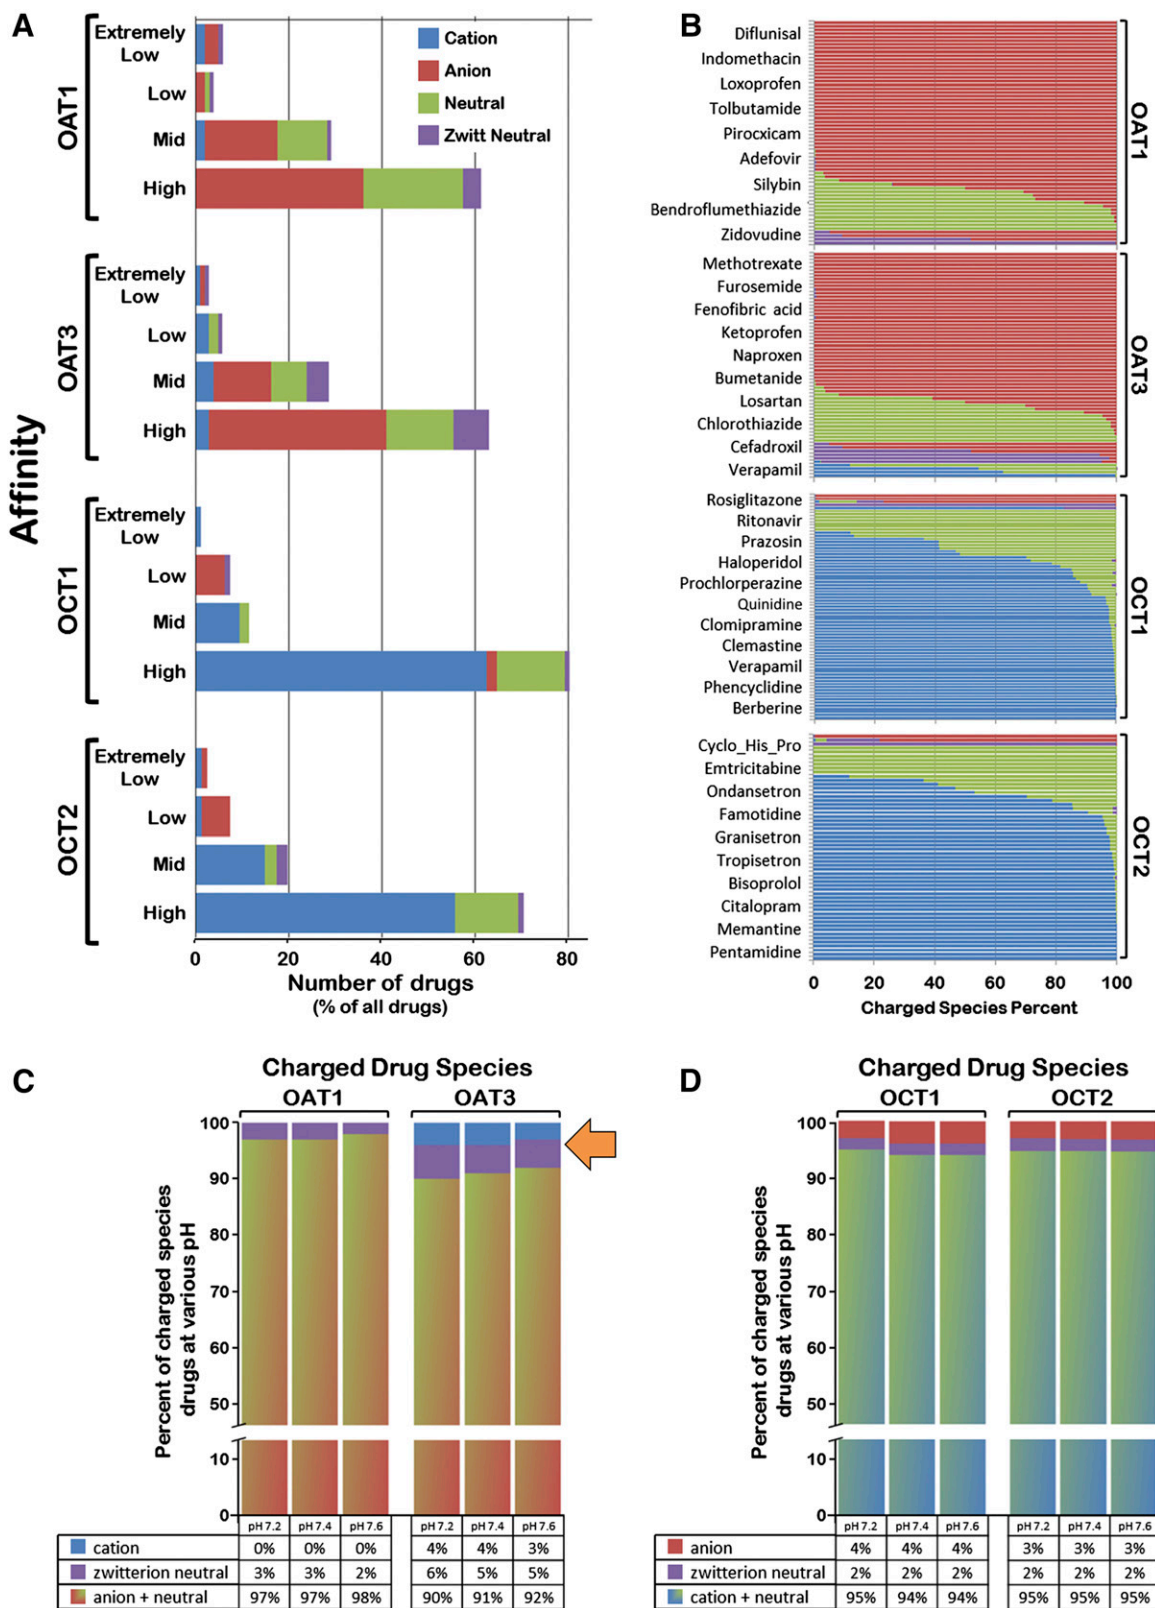 A
Affinity
OAT1
Extremely
Low
Low
Mid
High
OAT3
Extremely
Low
Low
Mid
High
OCT1
Extremely
Low
Low
Mid
High
OCT2
Extremely
Low
Low
Mid
High
Cation
Anion
Neutral
Zwitt Neutral
0 20 40 60 80
Number of drugs
(% of all drugs)
B
Diflunisal
Indomethacin
Loxoprofen
Tolbutamide
Pirocxicam
Adefovir
Silybin
Bendroflumethiazide
Zidovudine
OAT1
Methotrexate
Furosemide
Fenofibric acid
Ketoprofen
Naproxen
Bumetanide
Losartan
Chlorothiazide
Cefadroxil
Verapamil
OAT3
Rosiglitazone
Ritonavir
Prazosin
Haloperidol
Prochlorperazine
Quinidine
Clomipramine
Clemastine
Verapamil
Phencyclidine
Berberine
OCT1
Cyclo_His_Pro
Emtricitabine
Ondansetron
Famotidine
Granisetron
Tropisetron
Bisoprolol
Citalopram
Memantine
Pentamidine
OCT2
0 20 40 60 80 100
Charged Species Percent
C
Charged Drug Species
OAT1 OAT3
Percent of charged species
drugs at various pH
100
90
80
70
60
50
10
0
pH 7.2 pH 7.4 pH 7.6 pH 7.2 pH 7.4 pH 7.6
cation 0% 0% 0% 4% 4% 3%
zwitterion neutral 3% 3% 2% 6% 5% 5%
anion + neutral 97% 97% 98% 90% 91% 92%
D
Charged Drug Species
OCT1 OCT2
Percent of charged species
drugs at various pH
100
90
80
70
60
50
10
0
pH 7.2 pH 7.4 pH 7.6 pH 7.2 pH 7.4 pH 7.6
anion 4% 4% 4% 3% 3% 3%
zwitterion neutral 2% 2% 2% 2% 2% 2%
cation + neutral 95% 94% 94% 95% 95% 95%